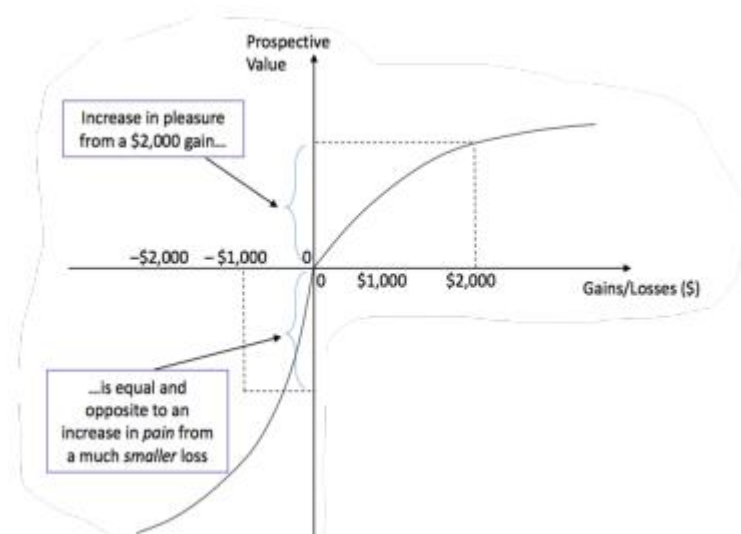 Prospective
Value
Increase in pleasure
from a $2,000 gain...
–$2,000 – $1,000 0
0 $1,000 $2,000
Gains/Losses ($)
...is equal and
opposite to an
increase in pain from
a much smaller loss